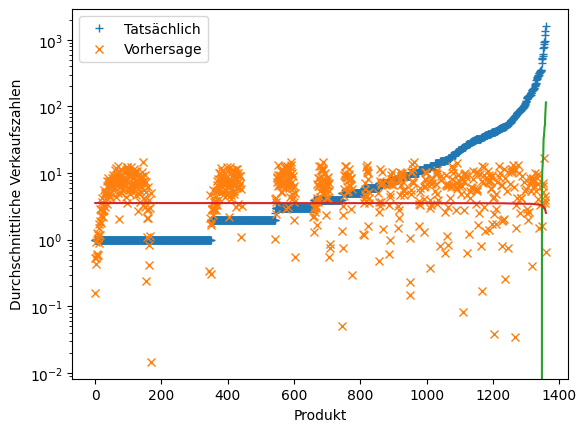 Tatsächlich
Vorhersage
Durchschnittliche Verkaufszahlen
10³
10²
10¹
10⁰
10⁻¹
10⁻²
0 200 400 600 800 1000 1200 1400
Produkt